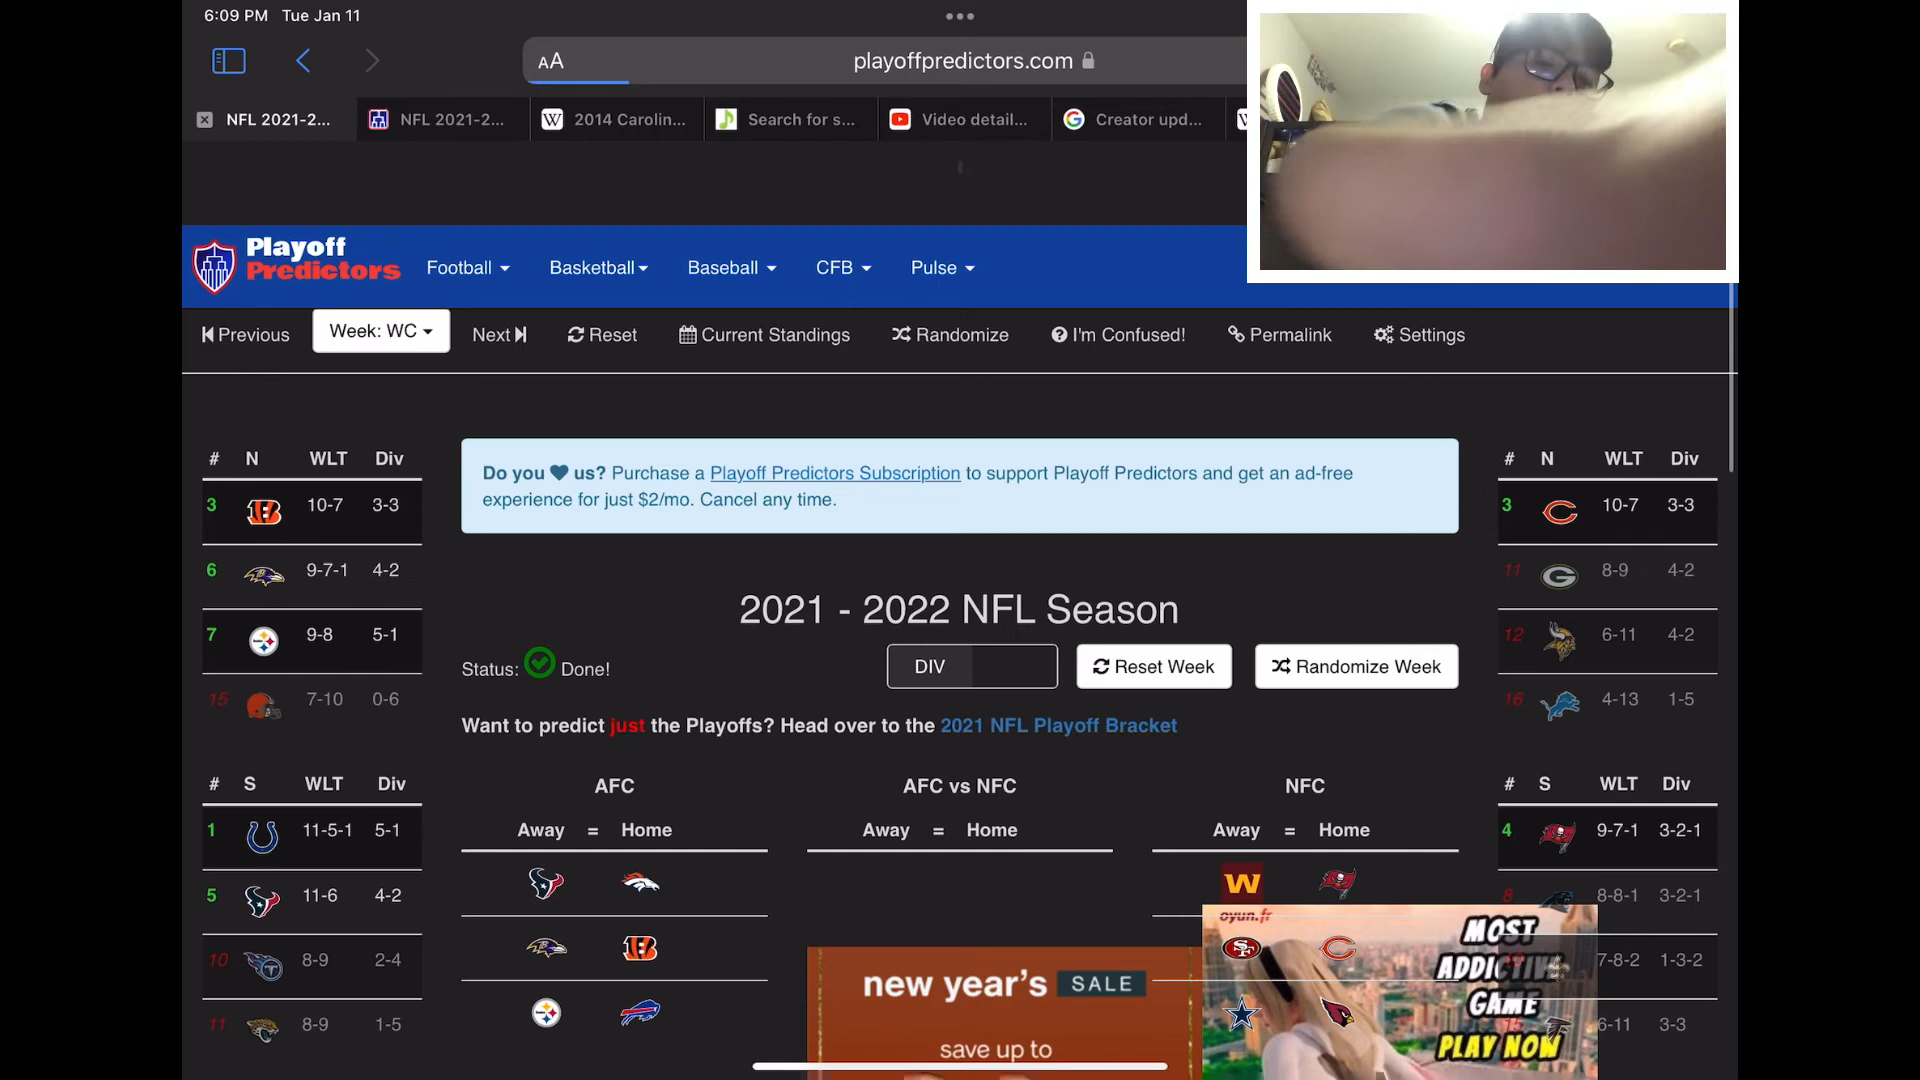 6:09 PM Tue Jan 11
AA playoffpredictors.com
NFL 2021-2... NFL 2021-2... 2014 Carolin... Search for s... Video detail... Creator upd...
Playoff
Predictors
Football Basketball Baseball CFB Pulse
Previous Week: WC Next Reset Current Standings Randomize I'm Confused! Permalink Settings
# N WLT Div
3 10-7 3-3
6 9-7-1 4-2
7 9-8 5-1
15 7-10 0-6
# S WLT Div
1 11-5-1 5-1
5 11-6 4-2
10 8-9 2-4
11 8-9 1-5
Do you us? Purchase a Playoff Predictors Subscription to support Playoff Predictors and get an ad-free
experience for just $2/mo. Cancel any time.
2021 - 2022 NFL Season
Status: Done! DIV Reset Week Randomize Week
Want to predict just the Playoffs? Head over to the 2021 NFL Playoff Bracket
AFC AFC vs NFC NFC
Away = Home Away = Home Away = Home
W
new year's SALE
save up to
oyun.fr
MOST
ADDICTIVE
GAME
PLAY NOW
# N WLT Div
3 10-7 3-3
11 8-9 4-2
12 6-11 4-2
16 4-13 1-5
# S WLT Div
4 9-7-1 3-2-1
8 8-8-1 3-2-1
7-8-2 1-3-2
6-11 3-3